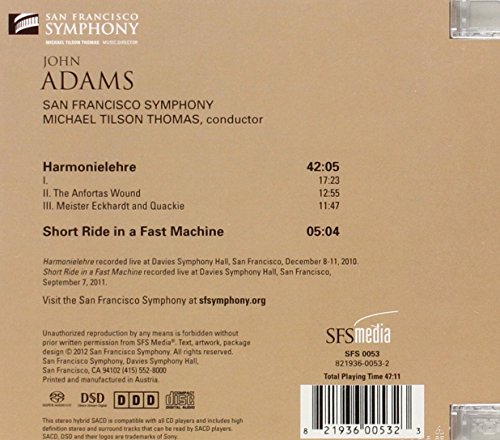 SAN FRANCISCO
SYMPHONY
MICHAEL TILSON THOMAS MUSIC DIRECTOR
JOHN
ADAMS
SAN FRANCISCO SYMPHONY
MICHAEL TILSON THOMAS, conductor
Harmonielehre 42:05
I. 17:23
II. The Anfortas Wound 12:55
III. Meister Eckhardt and Quackie 11:47
Short Ride in a Fast Machine 05:04
Harmonielehre recorded live at Davies Symphony Hall, San Francisco, December 8-11, 2010.
Short Ride in a Fast Machine recorded live at Davies Symphony Hall, San Francisco,
September 7, 2011.
Visit the San Francisco Symphony at sfsymphony.org
Unauthorized reproduction by any means is forbidden without
prior written permission from SFS Media®. Text, artwork, package
design © 2012 San Francisco Symphony. All rights reserved.
San Francisco Symphony, Davies Symphony Hall,
San Francisco, CA 94102 (415) 552-8000
Printed and manufactured in Austria.
SFSmedia
SFS 0053
821936-0053-2
Total Playing Time 47:11
SACD DSD DDD COMPACT disc DIGITAL AUDIO
This stereo hybrid SACD is compatible with all CD players and includes high
definition stereo and surround tracks that can be read by SACD players.
SACD, DSD and their logos are trademarks of Sony.
8 21936 00532 3